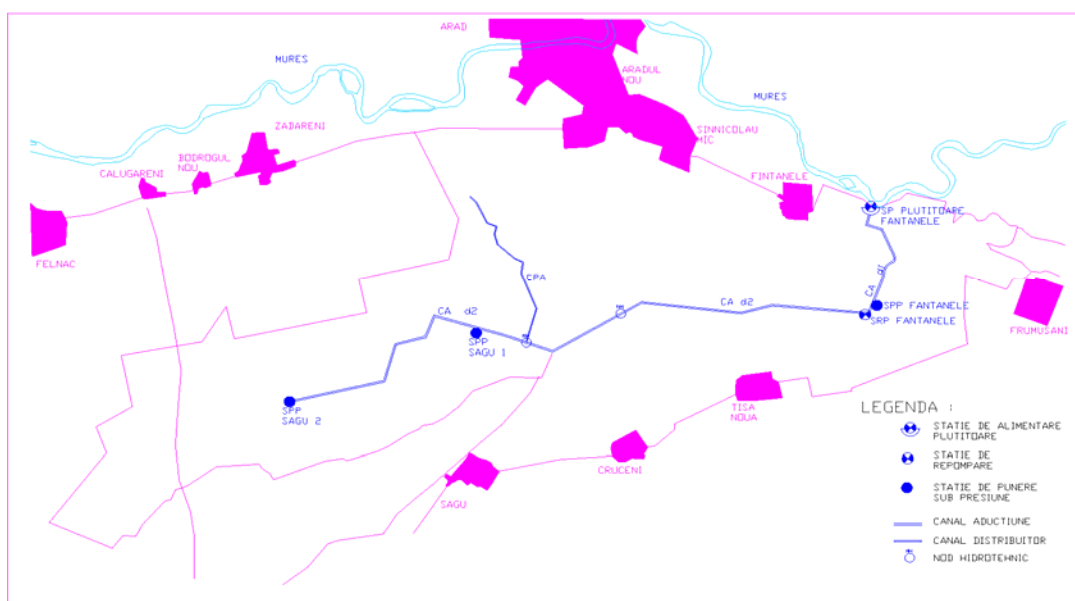 ARAD
MURES
ARADUL
NOU
MURES
ZADARENI
SINNICOLAU
MIC
BODROGUL
NOU
CALUGARENI
FINTANELE
SP PLUTITOARE
FANTANELE
FELNAC
CPA
CA d1
CA d2
CA d2
SPP FANTANELE
SRP FANTANELE
FRUMUSANI
SPP
SAGU 1
SPP
SAGU 2
TISA
NOUA
CRUCENI
SAGU
LEGENDA :
STATIE DE ALIMENTARE
PLUTITOARE
STATIE DE
REPOMPARE
STATIE DE PUNERE
SUB PRESIUNE
CANAL ADUCTIUNE
CANAL DISTRIBUITOR
NOD HIDROTEHNIC